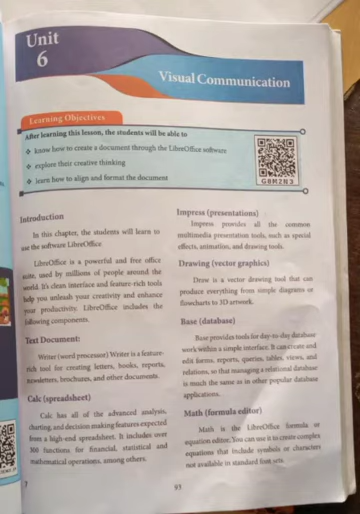 Unit
6
Visual Communication
Learning Objectives
After learning this lesson, the students will be able to
❖ know how to create a document through the LibreOffice software
❖ explore their creative thinking
❖ learn how to align and format the document
GBM2N3
Introduction
In this chapter, the students will learn to
use the software LibreOffice
LibreOffice is a powerful and free office
suite, used by millions of people around the
world. It's clean interface and feature-rich tools
help you unleash your creativity and enhance
your productivity. LibreOffice includes the
following components.
Text Document:
Writer (word processor) Writer is a feature-
rich tool for creating letters, books, reports,
newsletters, brochures, and other documents.
Calc (spreadsheet)
Calc has all of the advanced analysis,
charting, and decision making features expected
from a high-end spreadsheet. It includes over
300 functions for financial, statistical and
mathematical operations, among others.
Impress (presentations)
Impress provides all the common
multimedia presentation tools, such as special
effects, animation, and drawing tools.
Drawing (vector graphics)
Draw is a vector drawing tool that can
produce everything from simple diagrams or
flowcharts to 3D artwork.
Base (database)
Base provides tools for day-to-day database
work within a simple interface. It can create and
edit forms, reports, queries, tables, views, and
relations, so that managing a relational database
is much the same as in other popular database
applications.
Math (formula editor)
Math is the LibreOffice formula or
equation editor. You can use it to create complex
equations that include symbols or characters
not available in standard font sets.
93